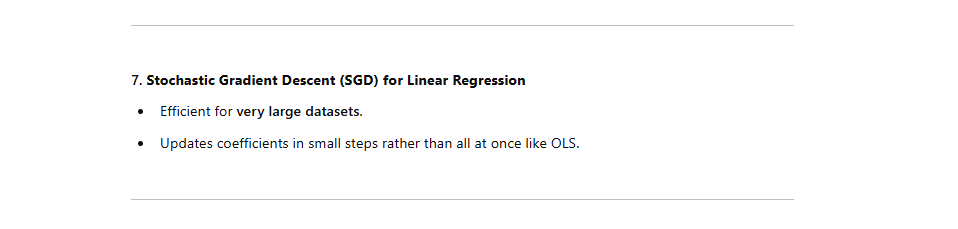 7. Stochastic Gradient Descent (SGD) for Linear Regression
• Efficient for very large datasets.
• Updates coefficients in small steps rather than all at once like OLS.